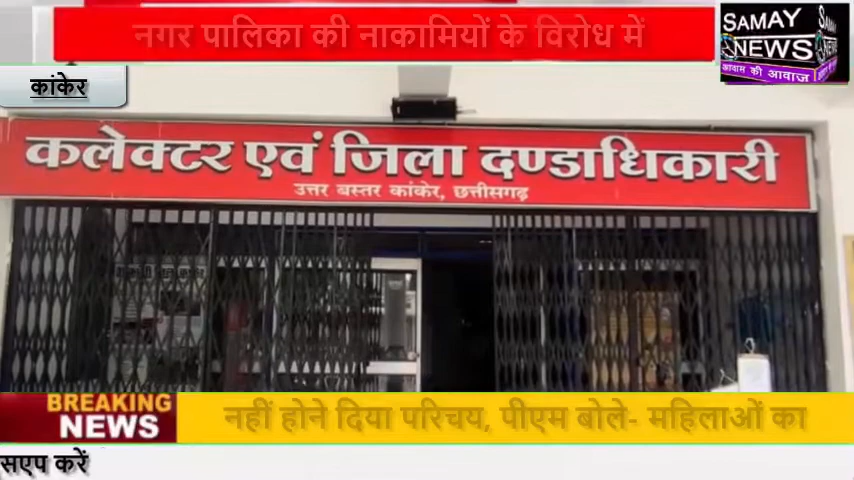 नगर पालिका की नाकामियों के विरोध में
SAMAY
NEWS
आवाम की आवाज
कांकेर
कलेक्टर एवं जिला दण्डाधिकारी
उत्तर बस्तर कांकेर, छत्तीसगढ़
BREAKING
NEWS
नहीं होने दिया परिचय, पीएम बोले- महिलाओं का
सएप करें